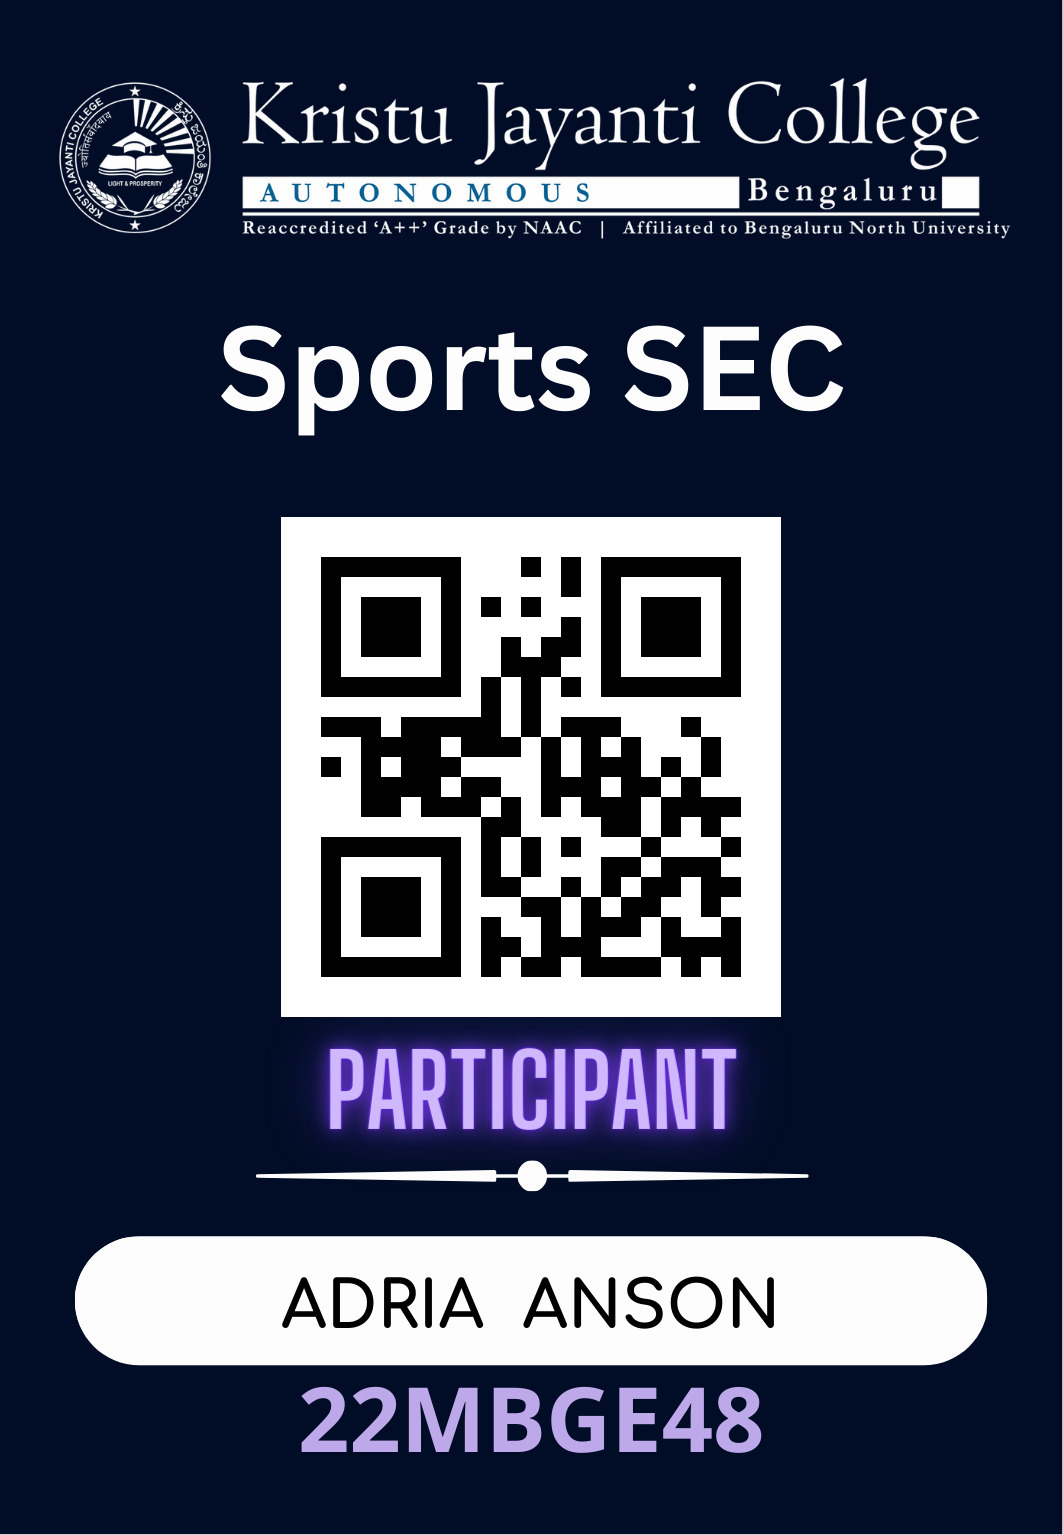 Kristu Jayanti College
AUTONOMOUS Bengaluru
Reaccredited ‘A++’ Grade by NAAC | Affiliated to Bengaluru North University
KRISTU JAYANTI COLLEGE
LIGHT & PROSPERITY
Sports SEC
PARTICIPANT
ADRIA ANSON
22MBGE48